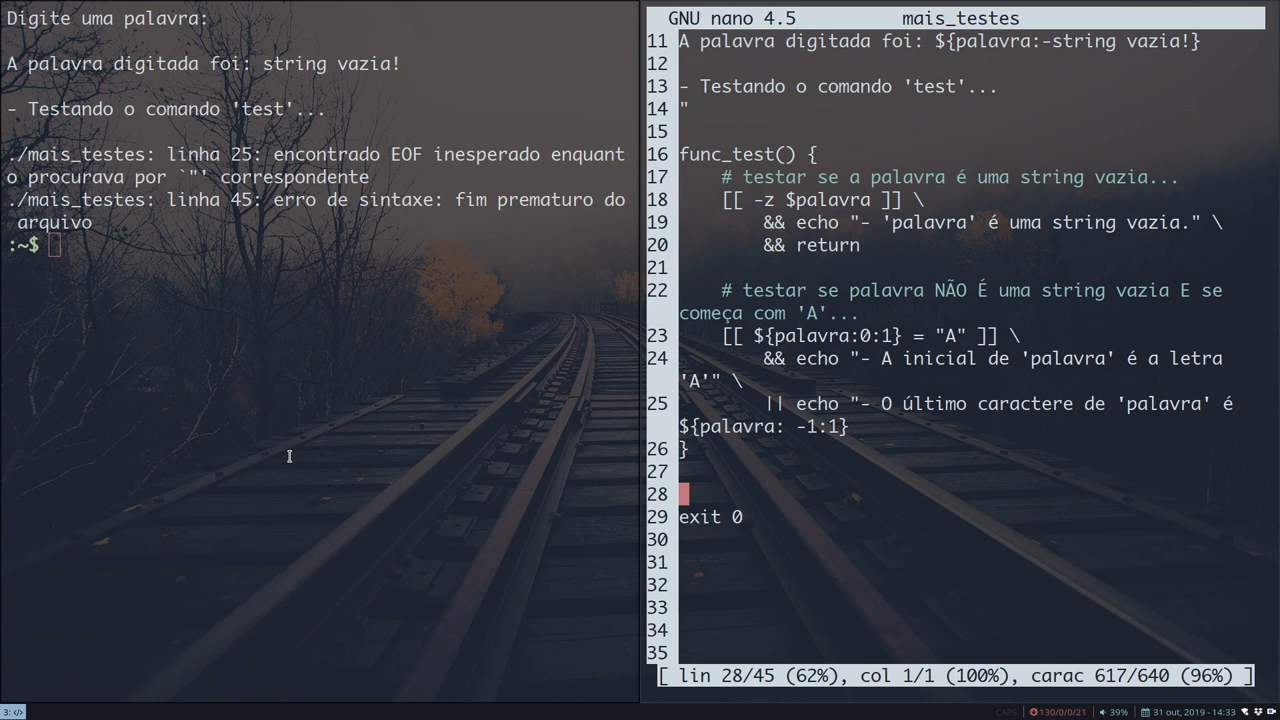 Digite uma palavra:
A palavra digitada foi: string vazia!
- Testando o comando 'test'...
./mais_testes: linha 25: encontrado EOF inesperado enquant
o procurava por `"' correspondente
./mais_testes: linha 45: erro de sintaxe: fim prematuro do
 arquivo
:~$
GNU nano 4.5 mais_testes
11 A palavra digitada foi: ${palavra:-string vazia!}
12
13 - Testando o comando 'test'...
14 "
15
16 func_test() {
17     # testar se a palavra é uma string vazia...
18     [[ -z $palavra ]] \
19         && echo "- 'palavra' é uma string vazia." \
20         && return
21
22     # testar se palavra NÃO É uma string vazia E se
começa com 'A'...
23     [[ ${palavra:0:1} = "A" ]] \
24         && echo "- A inicial de 'palavra' é a letra
'A'" \
25         || echo "- O último caractere de 'palavra' é
${palavra: -1:1}
26 }
27
28
29 exit 0
30
31
32
33
34
35
[ lin 28/45 (62%), col 1/1 (100%), carac 617/640 (96%) ]
3: </> CAPS 130/0/0/21 39% 31 out, 2019 - 14:33